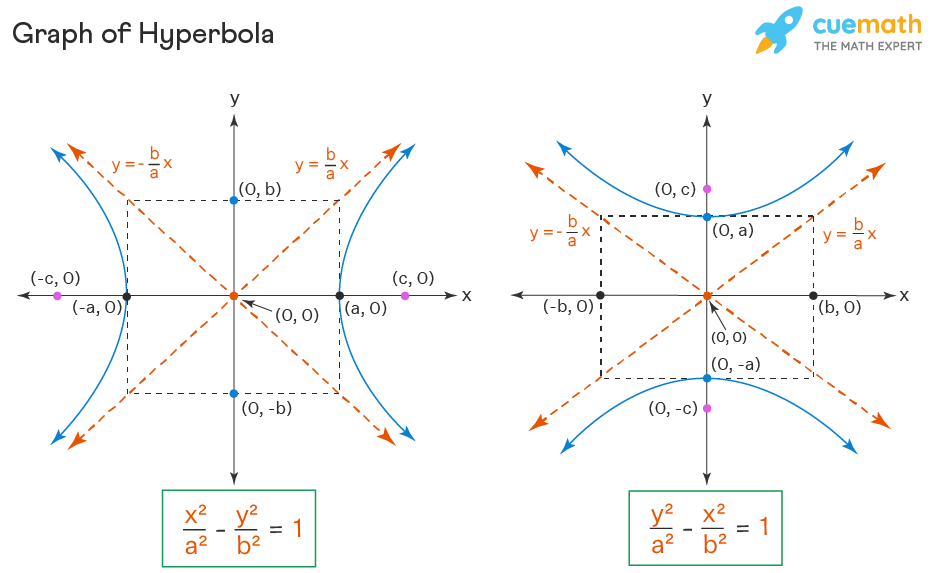 Graph of Hyperbola
cuemath
THE MATH EXPERT
y
y = - b/a x
y = b/a x
(0, b)
(-c, 0)
(c, 0)
x
(-a, 0)
(a, 0)
(0, 0)
(0, -b)
x²/a² - y²/b² = 1
y
(0, c)
(0, a)
y = - b/a x
y = b/a x
x
(-b, 0)
(b, 0)
(0, 0)
(0, -a)
(0, -c)
y²/a² - x²/b² = 1